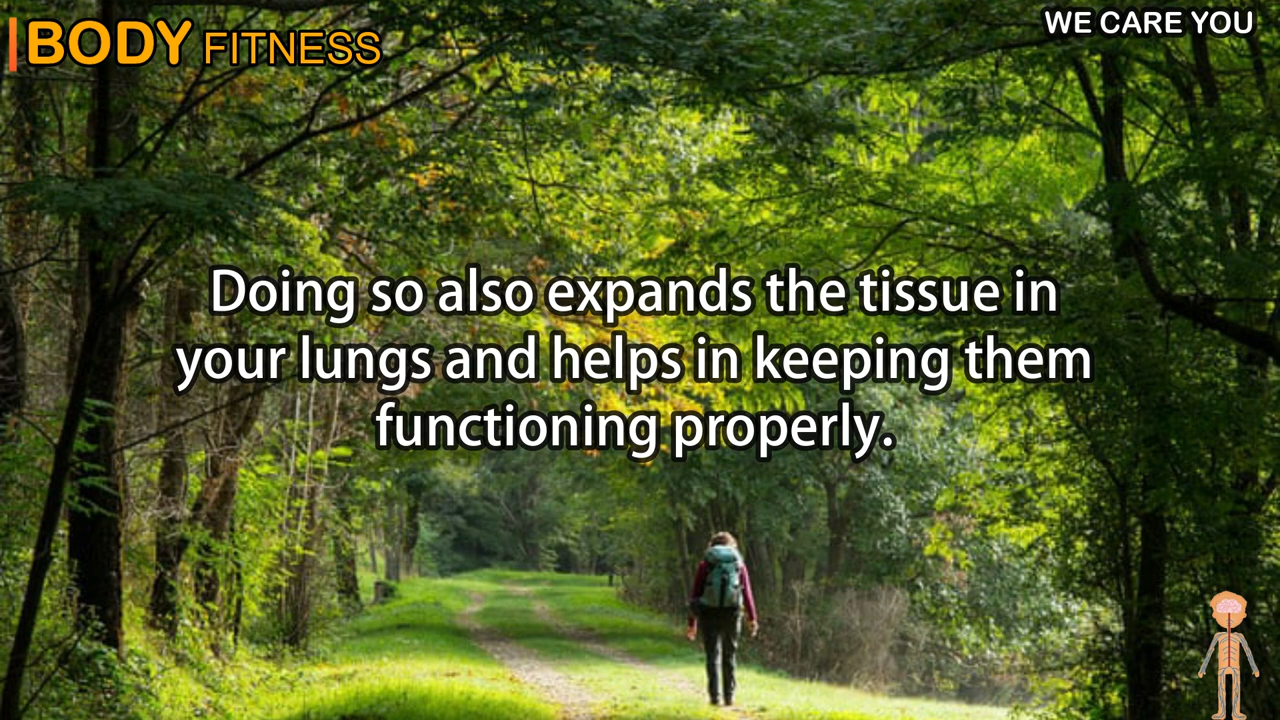 BODY FITNESS
WE CARE YOU
Doing so also expands the tissue in
your lungs and helps in keeping them
functioning properly.